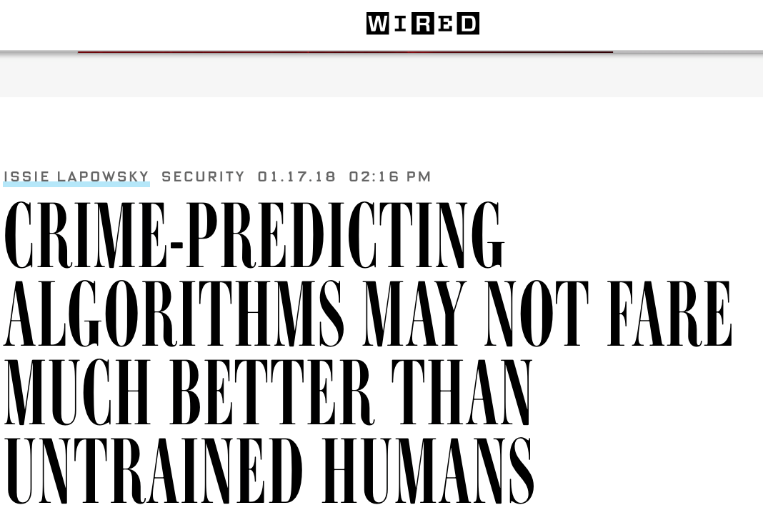 WIRED
ISSIE LAPOWSKY SECURITY 01.17.18 02:16 PM
CRIME-PREDICTING
ALGORITHMS MAY NOT FARE
MUCH BETTER THAN
UNTRAINED HUMANS